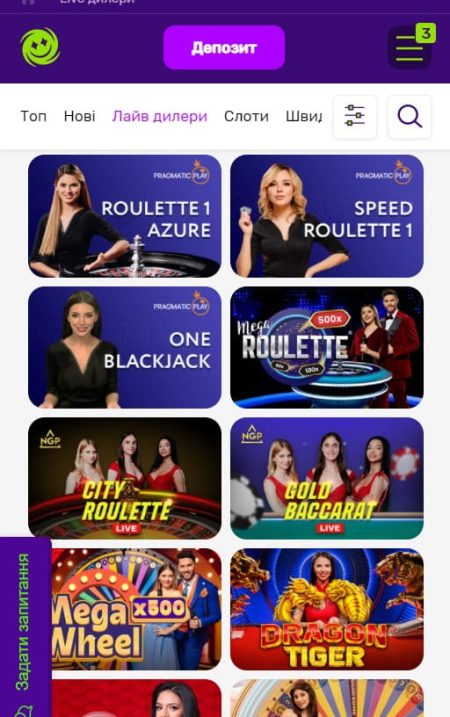 Live дилери
Депозит
3
Топ Нові Лайв дилери Слоти
PRAGMATIC PLAY
ROULETTE 1
AZURE
PRAGMATIC PLAY
SPEED
ROULETTE 1
PRAGMATIC PLAY
ONE
BLACKJACK
Mega
500x
ROULETTE
100x
NGP
CITY
ROULETTE
LIVE
NGP
GOLD
BACCARAT
LIVE
Mega x500
Wheel
DRAGON
TIGER
Задати запитання